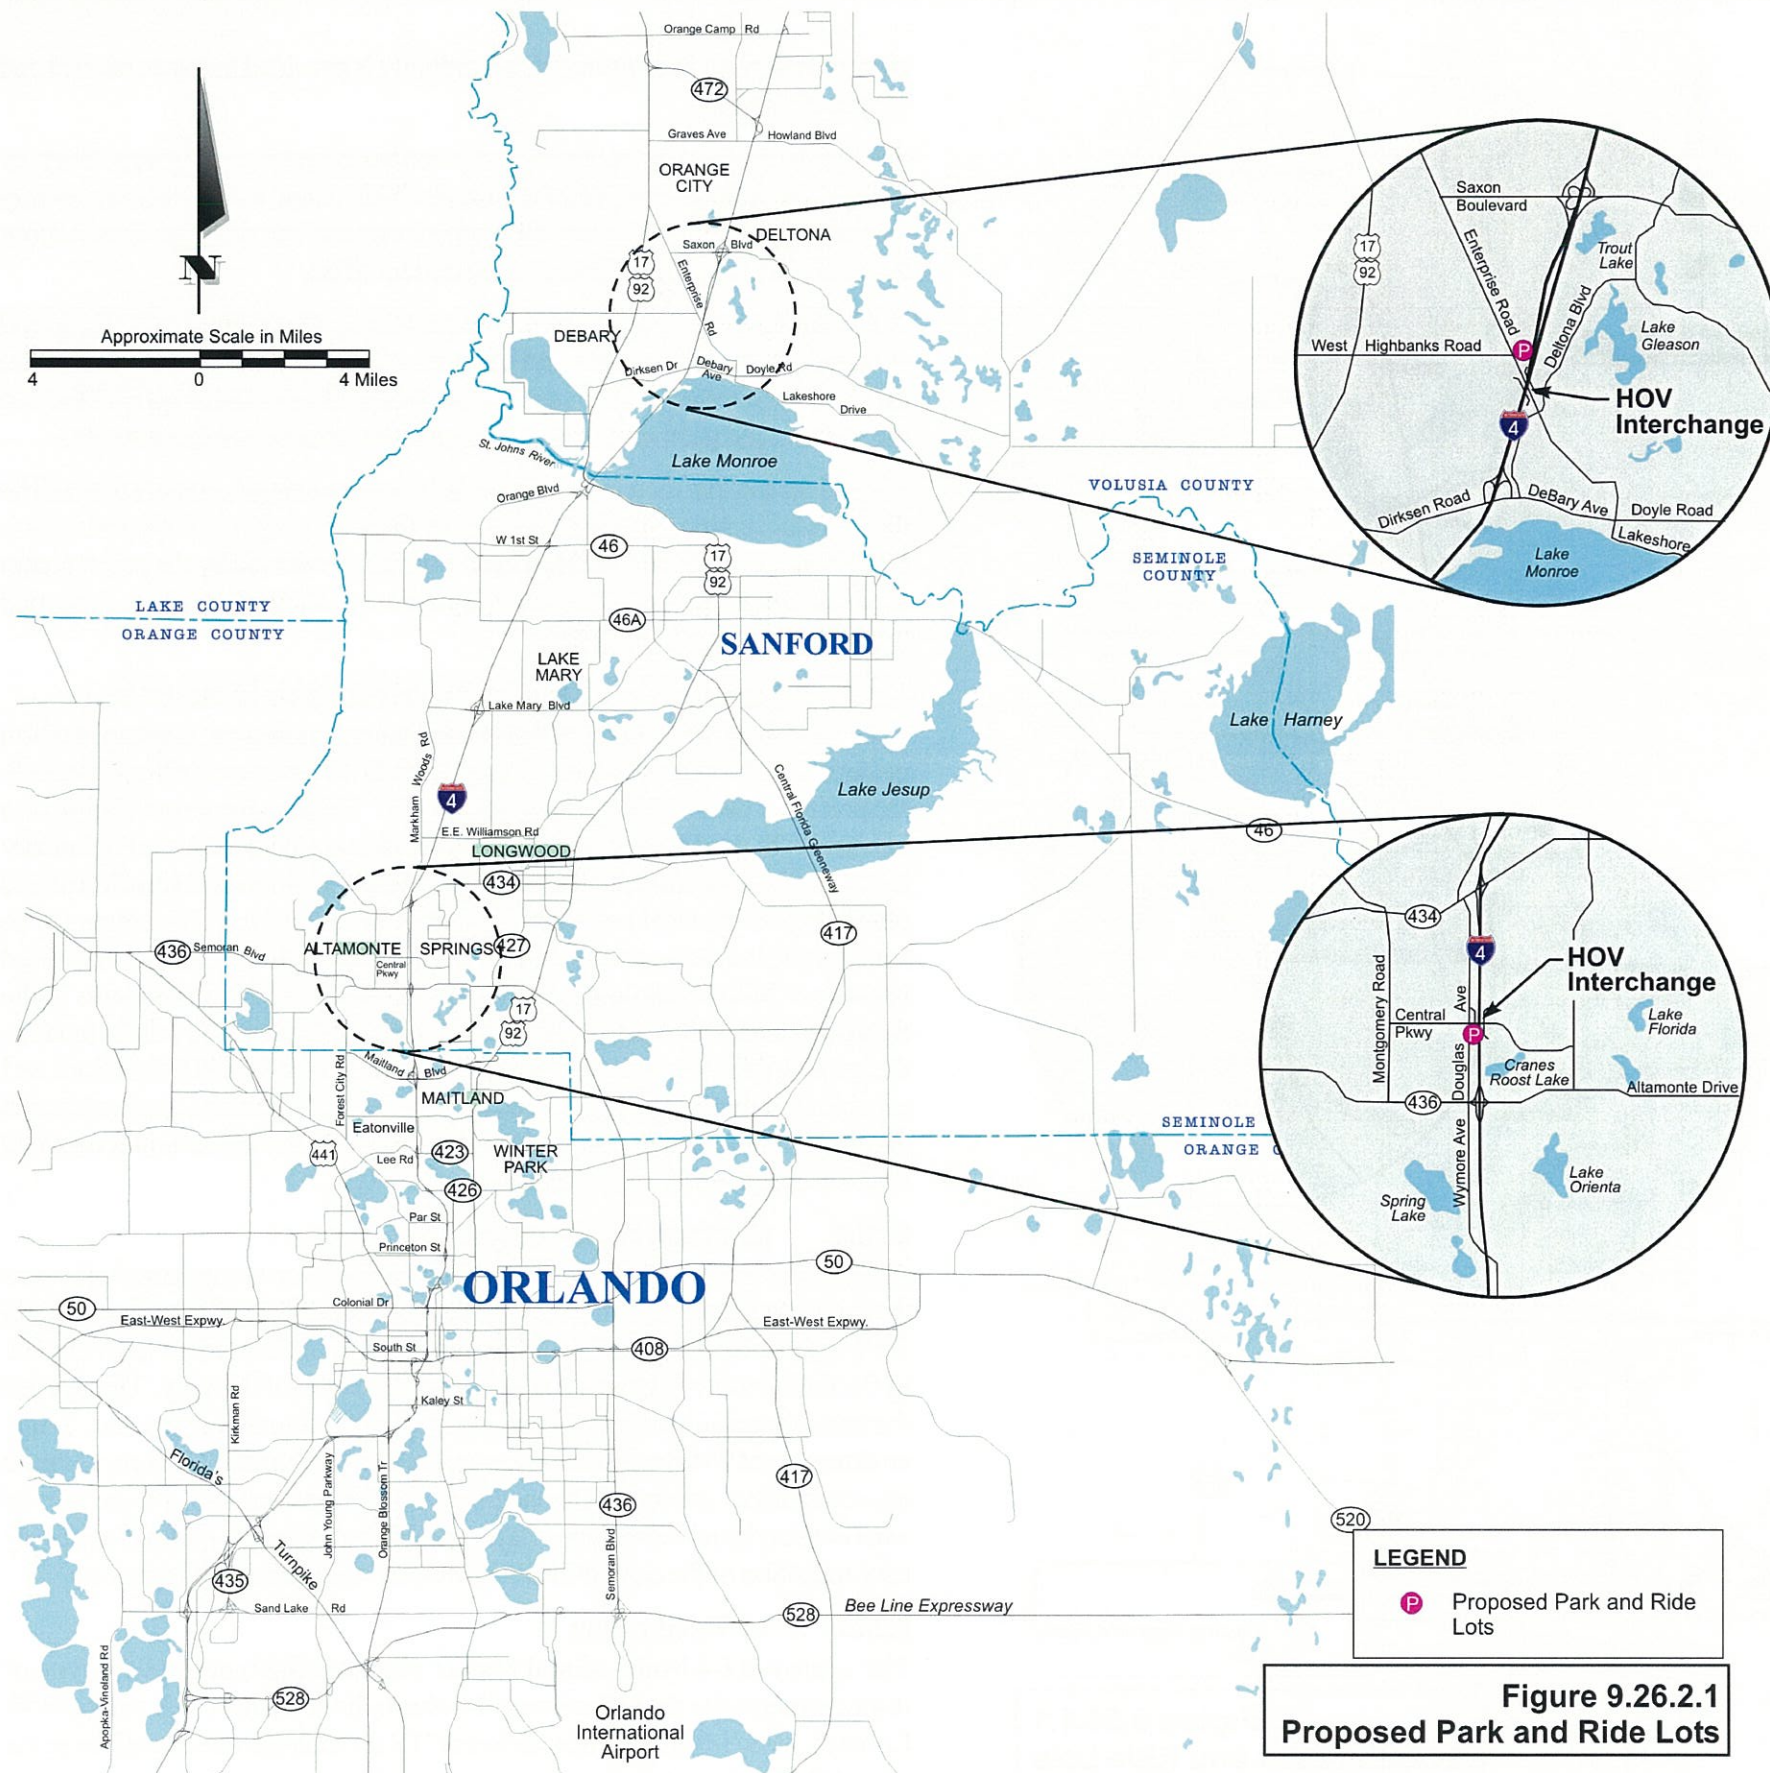 Orange Camp Rd
472
Graves Ave
Howland Blvd
ORANGE
CITY
DELTONA
Saxon Blvd
17
92
Enterprise Rd
DEBARY
Dirksen Dr
Debary
Ave
Doyle Rd
Lakeshore
Drive
N
Approximate Scale in Miles
4 0 4 Miles
St. Johns River
Lake Monroe
Orange Blvd
VOLUSIA COUNTY
SEMINOLE
COUNTY
W 1st St
46
17
92
LAKE COUNTY
ORANGE COUNTY
46A
SANFORD
LAKE
MARY
Lake Mary Blvd
Lake Harney
Markham Woods Rd
4
Lake Jesup
Central Florida Greeneway
E.E. Williamson Rd
LONGWOOD
46
434
436
Semoran Blvd
ALTAMONTE SPRINGS
427
417
Central
Pkwy
17
92
Forest City Rd
Maitland Blvd
MAITLAND
Eatonville
SEMINOLE
ORANGE C
441
Lee Rd
423
WINTER
PARK
426
Par St
Princeton St
50
ORLANDO
50
Colonial Dr
East-West Expwy.
East-West Expwy.
South St
408
Kirkman Rd
Kaley St
Florida's
Turnpike
John Young Parkway
Orange Blossom Tr
417
436
520
Semoran Blvd
435
Sand Lake Rd
528
Bee Line Expressway
Apopka-Vineland Rd
528
Orlando
International
Airport
Saxon
Boulevard
17
92
Enterprise Road
Trout
Lake
Deltona Blvd
Lake
Gleason
West Highbanks Road
P
HOV
Interchange
4
Dirksen Road
DeBary Ave
Doyle Road
Lakeshore
Lake
Monroe
434
4
HOV
Interchange
Montgomery Road
Central
Pkwy
Douglas Ave
P
Lake
Florida
Cranes
Roost Lake
436
Altamonte Drive
Wymore Ave
Spring
Lake
Lake
Orienta
LEGEND
P Proposed Park and Ride
Lots
Figure 9.26.2.1
Proposed Park and Ride Lots